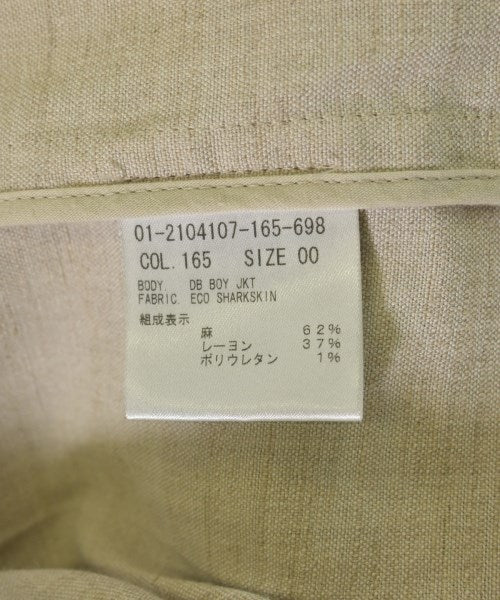 01-2104107-165-698
COL. 165 SIZE 00
BODY. DB BOY JKT
FABRIC. ECO SHARKSKIN
組成表示
麻 62%
レーヨン 37%
ポリウレタン 1%